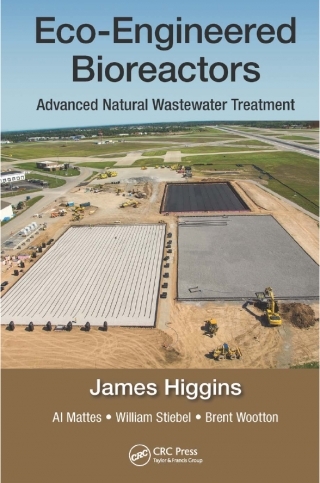 Eco-Engineered
Bioreactors
Advanced Natural Wastewater Treatment
James Higgins
Al Mattes • William Stiebel • Brent Wootton
CRC
CRC Press
Taylor & Francis Group